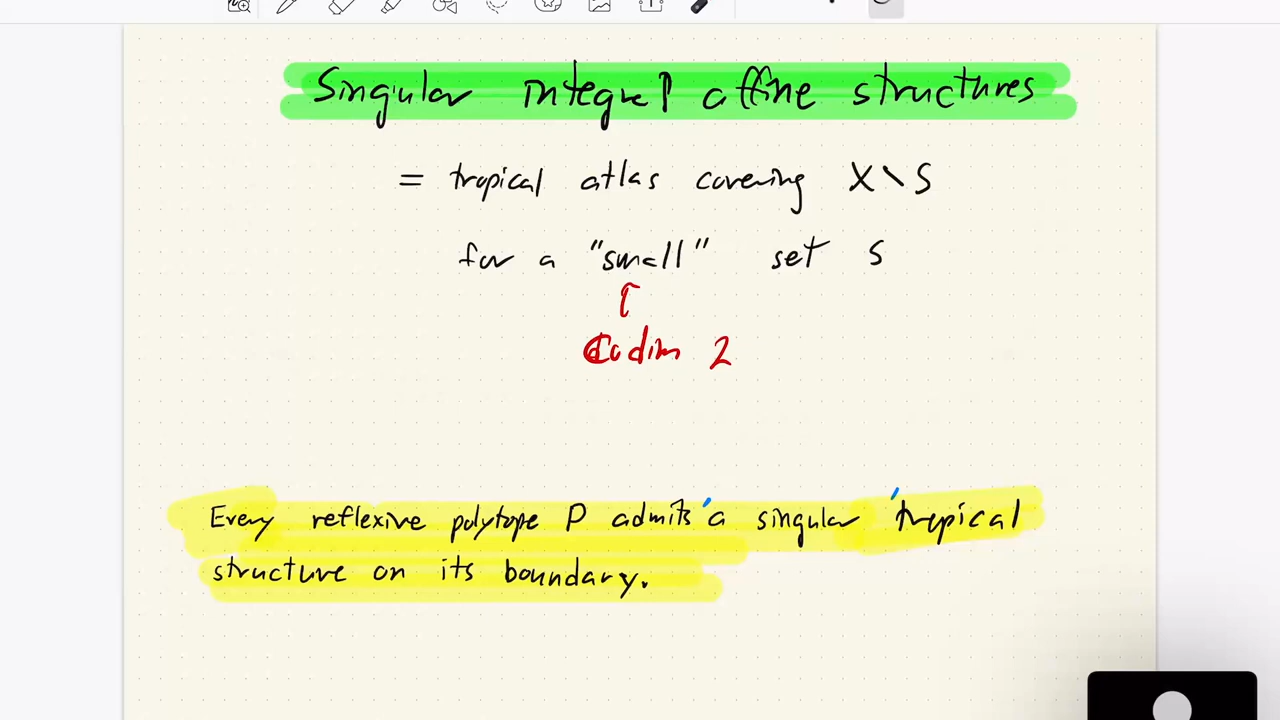 Singular integral affine structures
= tropical atlas covering X \ S
for a "small" set S
Codim 2
Every reflexive polytope P admits a singular tropical
structure on its boundary.